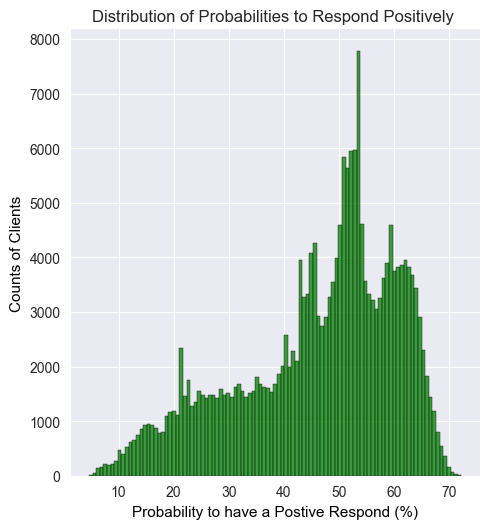 Distribution of Probabilities to Respond Positively
8000
7000
6000
5000
4000
3000
2000
1000
0
Counts of Clients
10 20 30 40 50 60 70
Probability to have a Postive Respond (%)